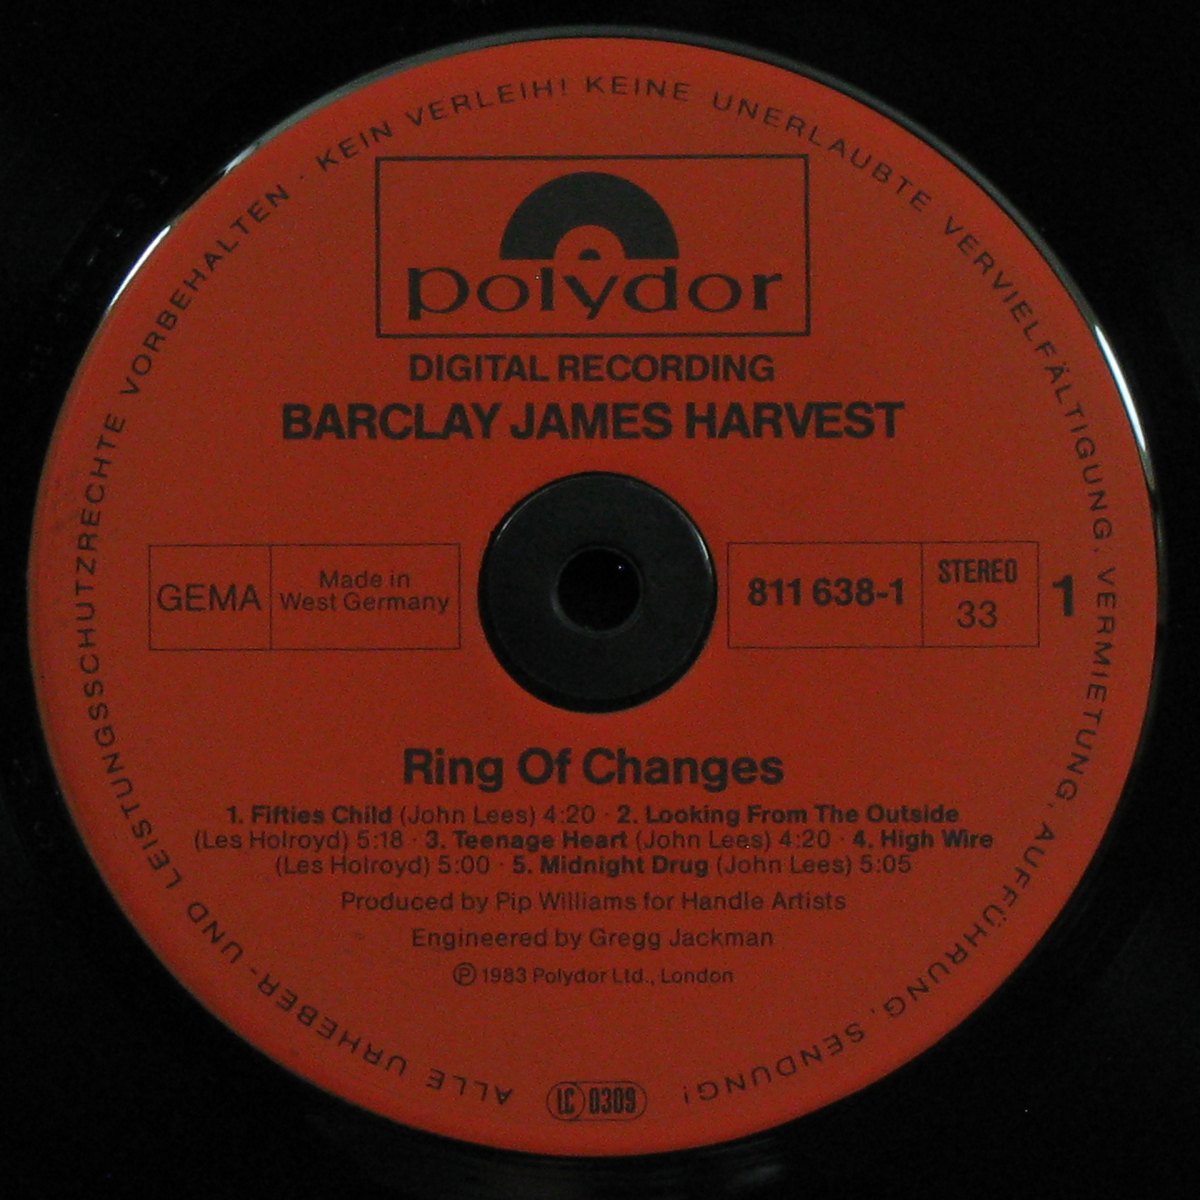 ALLE URHEBER- UND LEISTUNGSSCHUTZRECHTE VORBEHALTEN · KEIN VERLEIH! KEINE UNERLAUBTE VERVIELFÄLTIGUNG, VERMIETUNG, AUFFÜHRUNG, SENDUNG!
polydor
DIGITAL RECORDING
BARCLAY JAMES HARVEST
GEMA
Made in
West Germany
811 638-1
STEREO
33
1
Ring Of Changes
1. Fifties Child (John Lees) 4:20 · 2. Looking From The Outside
(Les Holroyd) 5:18 · 3. Teenage Heart (John Lees) 4:20 · 4. High Wire
(Les Holroyd) 5:00 · 5. Midnight Drug (John Lees) 5:05
Produced by Pip Williams for Handle Artists
Engineered by Gregg Jackman
℗ 1983 Polydor Ltd., London
LC 0309